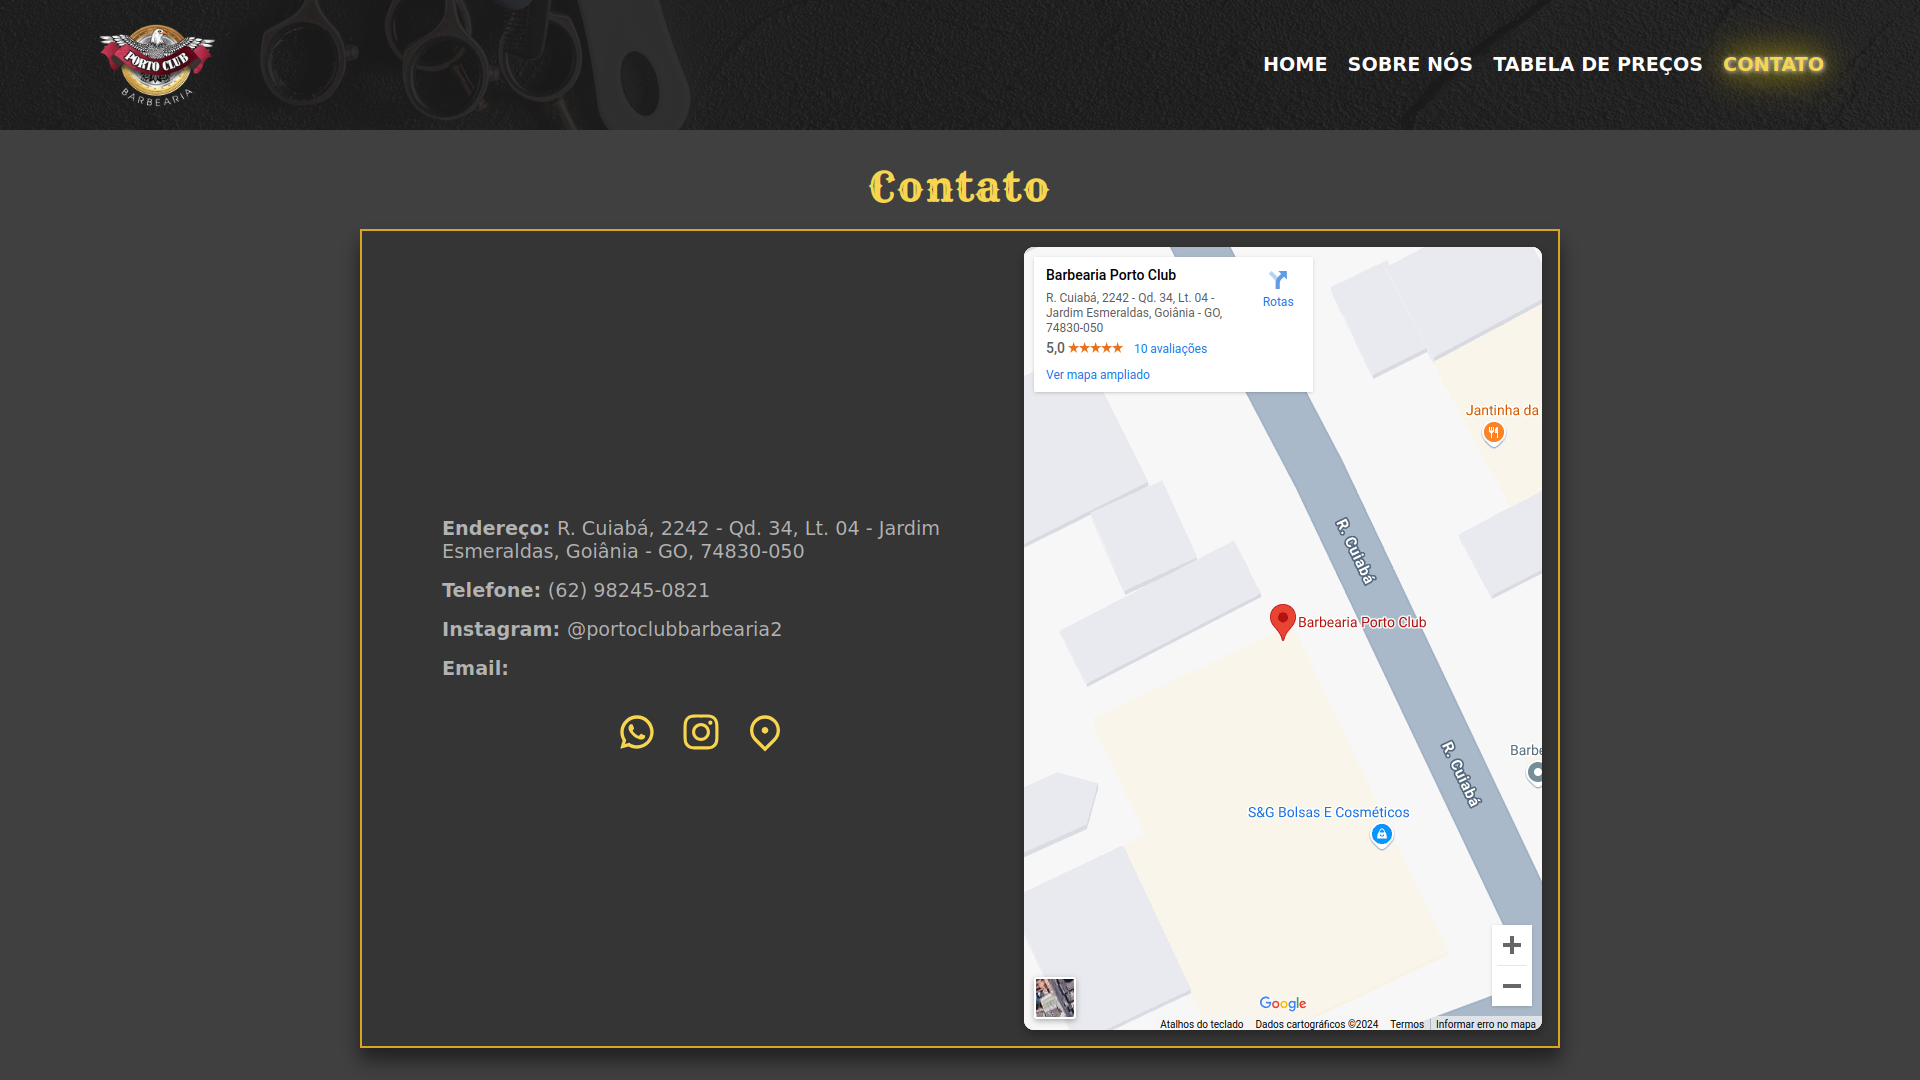 PORTO CLUB
BARBEARIA
HOME SOBRE NÓS TABELA DE PREÇOS CONTATO
Contato
Endereço: R. Cuiabá, 2242 - Qd. 34, Lt. 04 - Jardim
Esmeraldas, Goiânia - GO, 74830-050
Telefone: (62) 98245-0821
Instagram: @portoclubbarbearia2
Email:
Barbearia Porto Club
R. Cuiabá, 2242 - Qd. 34, Lt. 04 -
Jardim Esmeraldas, Goiânia - GO,
74830-050
5,0 ★★★★★ 10 avaliações
Ver mapa ampliado
Rotas
Jantinha da
R. Cuiabá
Barbearia Porto Club
R. Cuiabá
Barbe
S&G Bolsas E Cosméticos
Google
Atalhos do teclado Dados cartográficos ©2024 Termos Informar erro no mapa